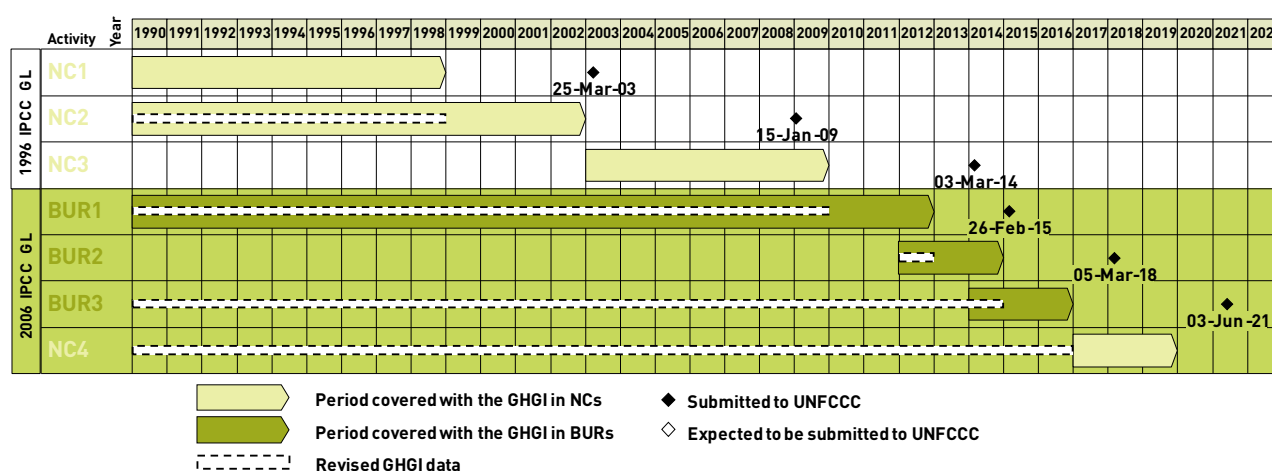 Activity Year 1990 1991 1992 1993 1994 1995 1996 1997 1998 1999 2000 2001 2002 2003 2004 2005 2006 2007 2008 2009 2010 2011 2012 2013 2014 2015 2016 2017 2018 2019 2020 2021 202
1996 IPCC GL
NC1
25-Mar-03
NC2
15-Jan-09
NC3
03-Mar-14
2006 IPCC GL
BUR1
26-Feb-15
BUR2
05-Mar-18
BUR3
03-Jun-21
NC4
Period covered with the GHGI in NCs
Submitted to UNFCCC
Period covered with the GHGI in BURs
Expected to be submitted to UNFCCC
Revised GHGI data